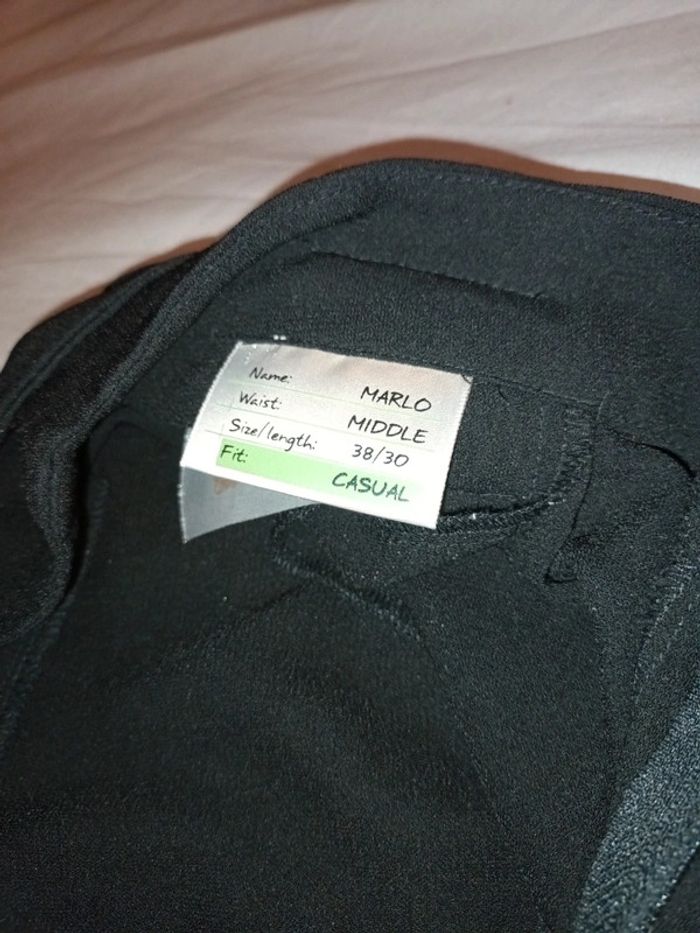 Name: MARLO
Waist: MIDDLE
Size/length: 38/30
Fit: CASUAL